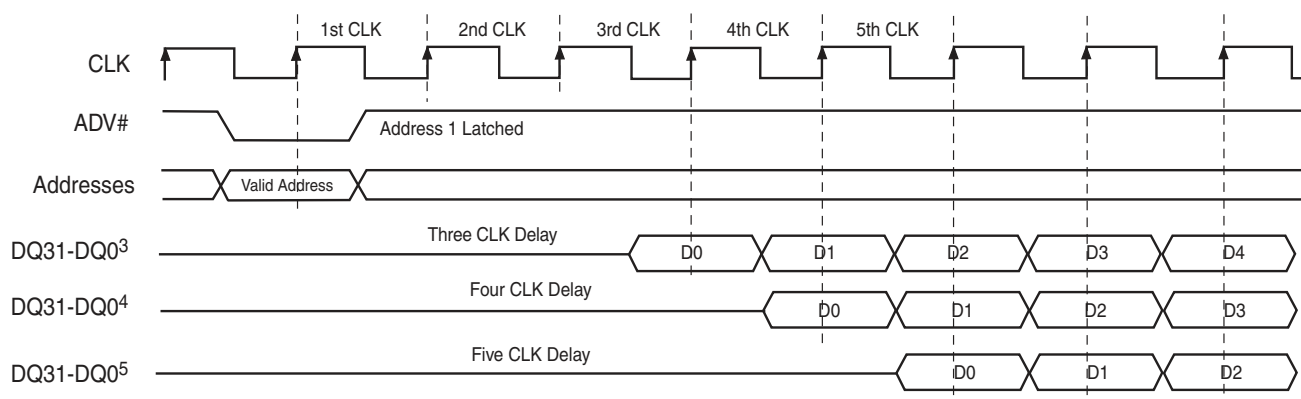 1st CLK 2nd CLK 3rd CLK 4th CLK 5th CLK
CLK
ADV# Address 1 Latched
Addresses Valid Address
DQ31-DQ0³ Three CLK Delay D0 D1 D2 D3 D4
DQ31-DQ0⁴ Four CLK Delay D0 D1 D2 D3
DQ31-DQ0⁵ Five CLK Delay D0 D1 D2